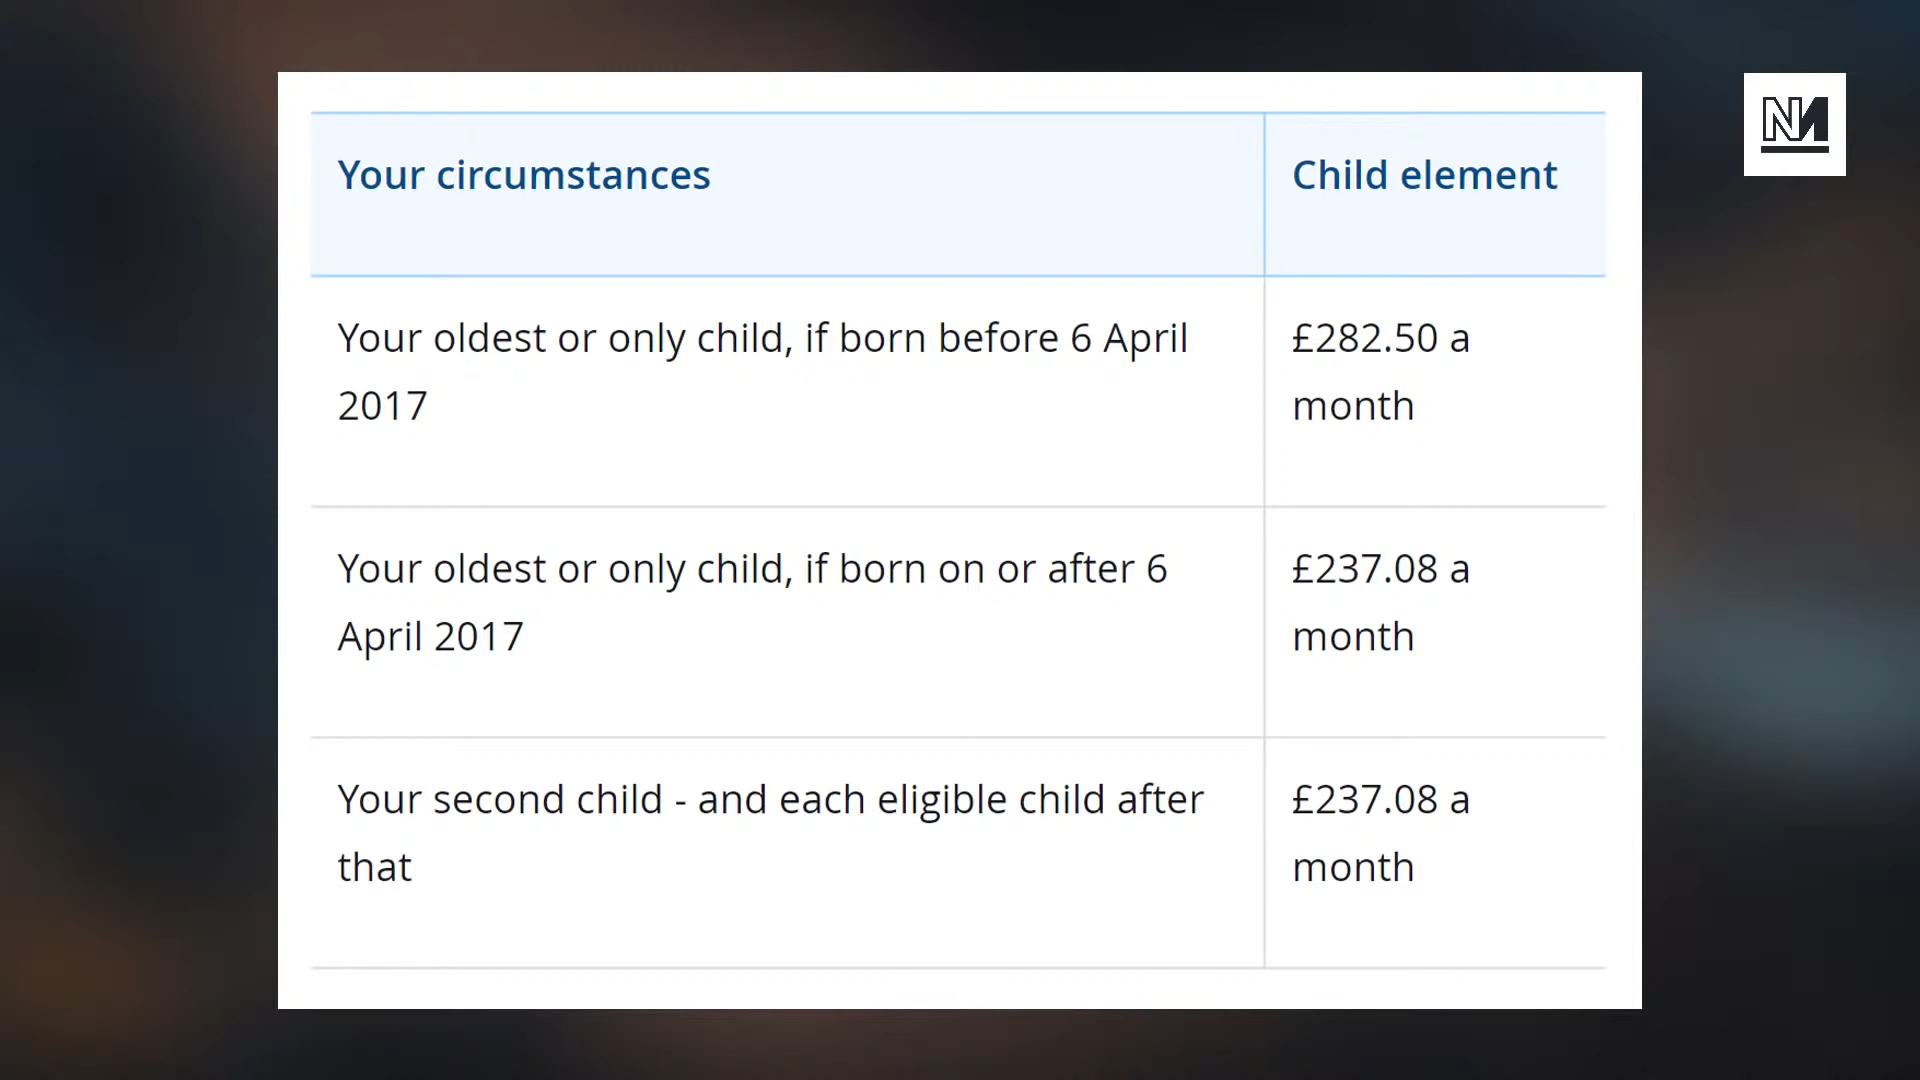 Your circumstances
Child element
Your oldest or only child, if born before 6 April
2017
£282.50 a
month
Your oldest or only child, if born on or after 6
April 2017
£237.08 a
month
Your second child - and each eligible child after
that
£237.08 a
month
NM